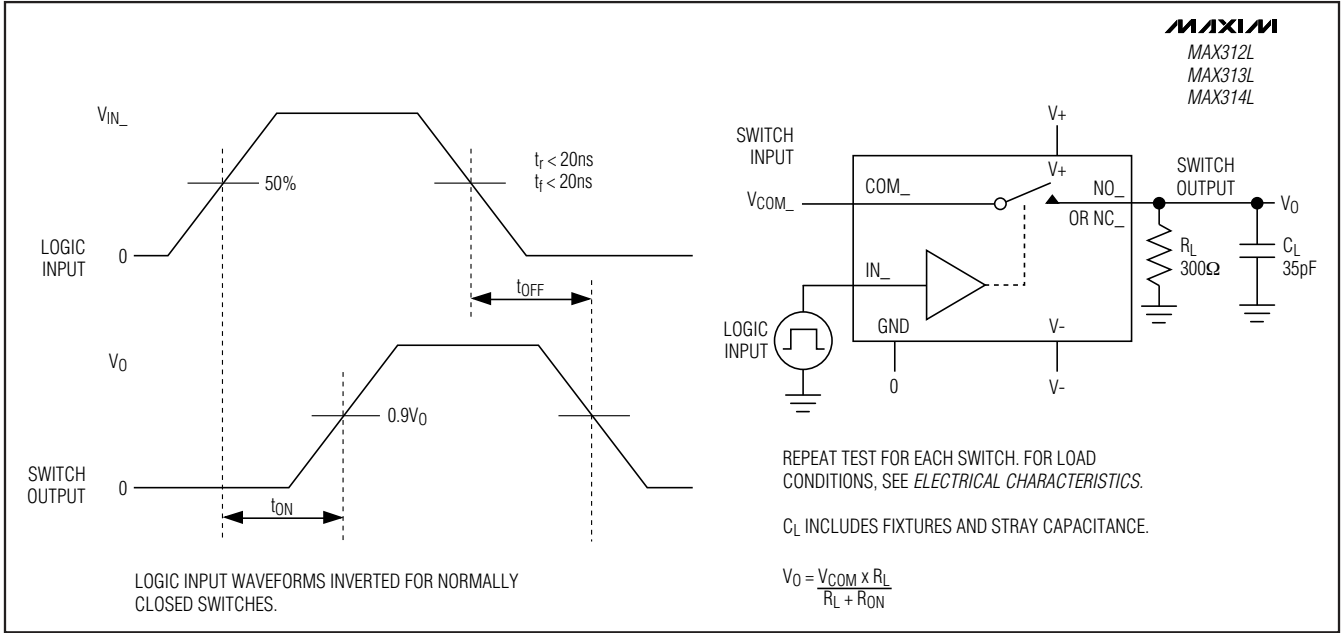 MAXIM
MAX312L
MAX313L
MAX314L
VIN_
50%
tr < 20ns
tf < 20ns
LOGIC
INPUT
0
tOFF
VO
0.9VO
SWITCH
OUTPUT
0
tON
LOGIC INPUT WAVEFORMS INVERTED FOR NORMALLY
CLOSED SWITCHES.
V+
SWITCH
INPUT
V+
SWITCH
OUTPUT
COM_
NO_
VCOM_
VO
OR NC_
RL
300Ω
CL
35pF
IN_
LOGIC
INPUT
GND
V-
0
V-
REPEAT TEST FOR EACH SWITCH. FOR LOAD
CONDITIONS, SEE ELECTRICAL CHARACTERISTICS.
CL INCLUDES FIXTURES AND STRAY CAPACITANCE.
VO = VCOM x RL
RL + RON